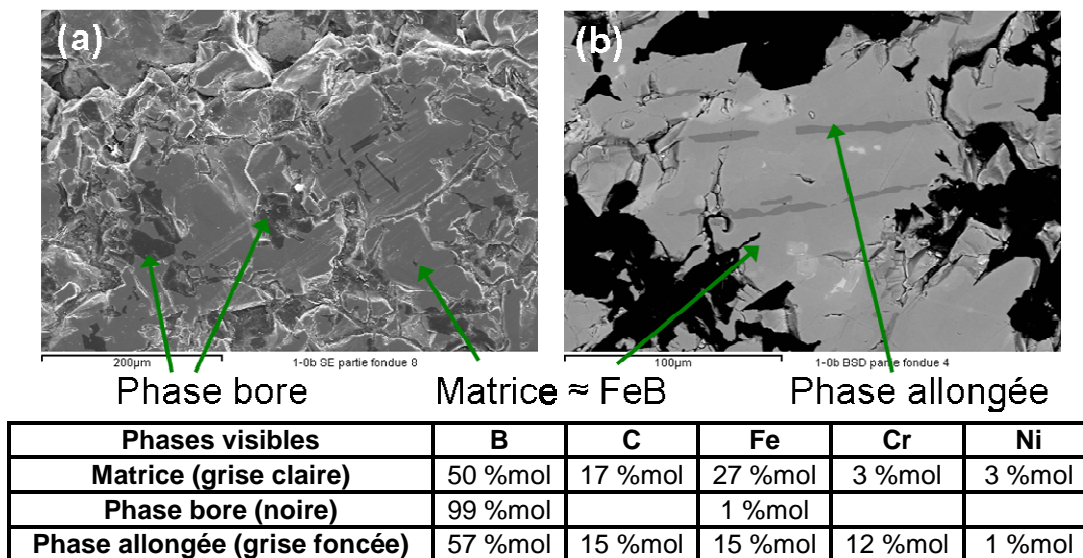 (a) (b)
200µm 1-0b SE partie fondue 8 100µm 1-0b BSD partie fondue 4
Phase bore Matrice ≈ FeB Phase allongée
Phases visibles B C Fe Cr Ni
Matrice (grise claire) 50 %mol 17 %mol 27 %mol 3 %mol 3 %mol
Phase bore (noire) 99 %mol 1 %mol
Phase allongée (grise foncée) 57 %mol 15 %mol 15 %mol 12 %mol 1 %mol